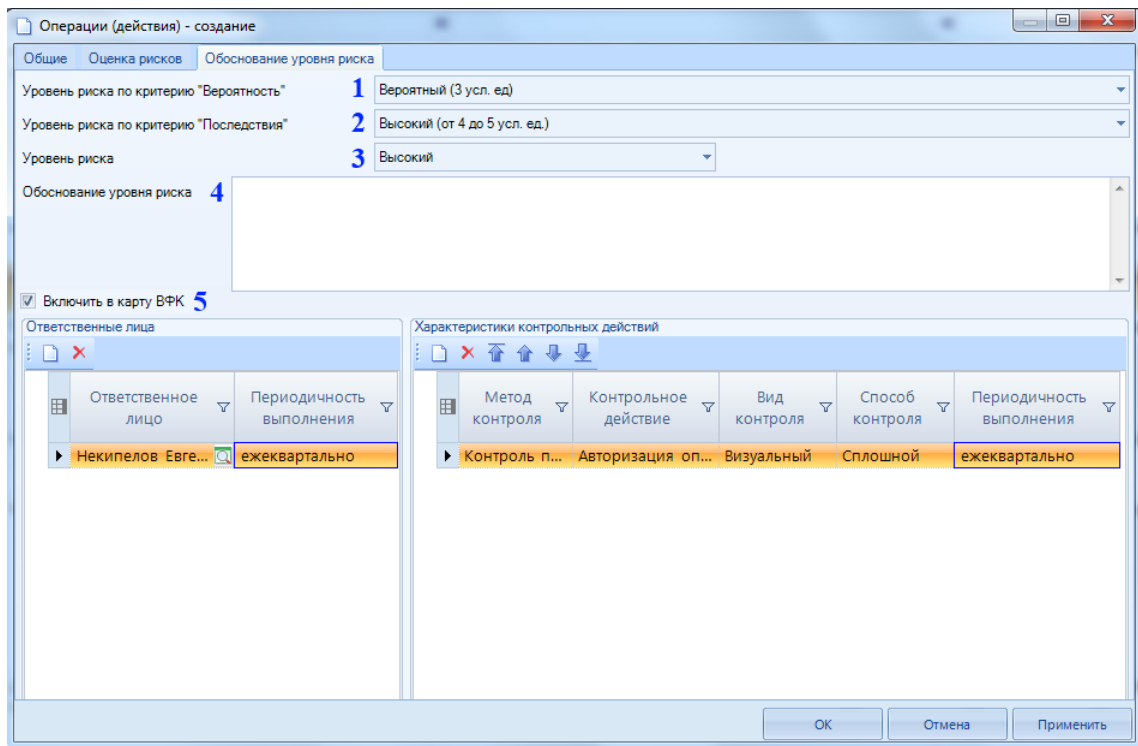 Операции (действия) - создание
Общие Оценка рисков Обоснование уровня риска
Уровень риска по критерию "Вероятность" 1 Вероятный (3 усл. ед)
Уровень риска по критерию "Последствия" 2 Высокий (от 4 до 5 усл. ед.)
Уровень риска 3 Высокий
Обоснование уровня риска 4
Включить в карту ВФК 5
Ответственные лица Характеристики контрольных действий
Ответственное лицо Периодичность выполнения Метод контроля Контрольное действие Вид контроля Способ контроля Периодичность выполнения
Некипелов Евге... ежеквартально Контроль п... Авторизация оп... Визуальный Сплошной ежеквартально
ОК Отмена Применить